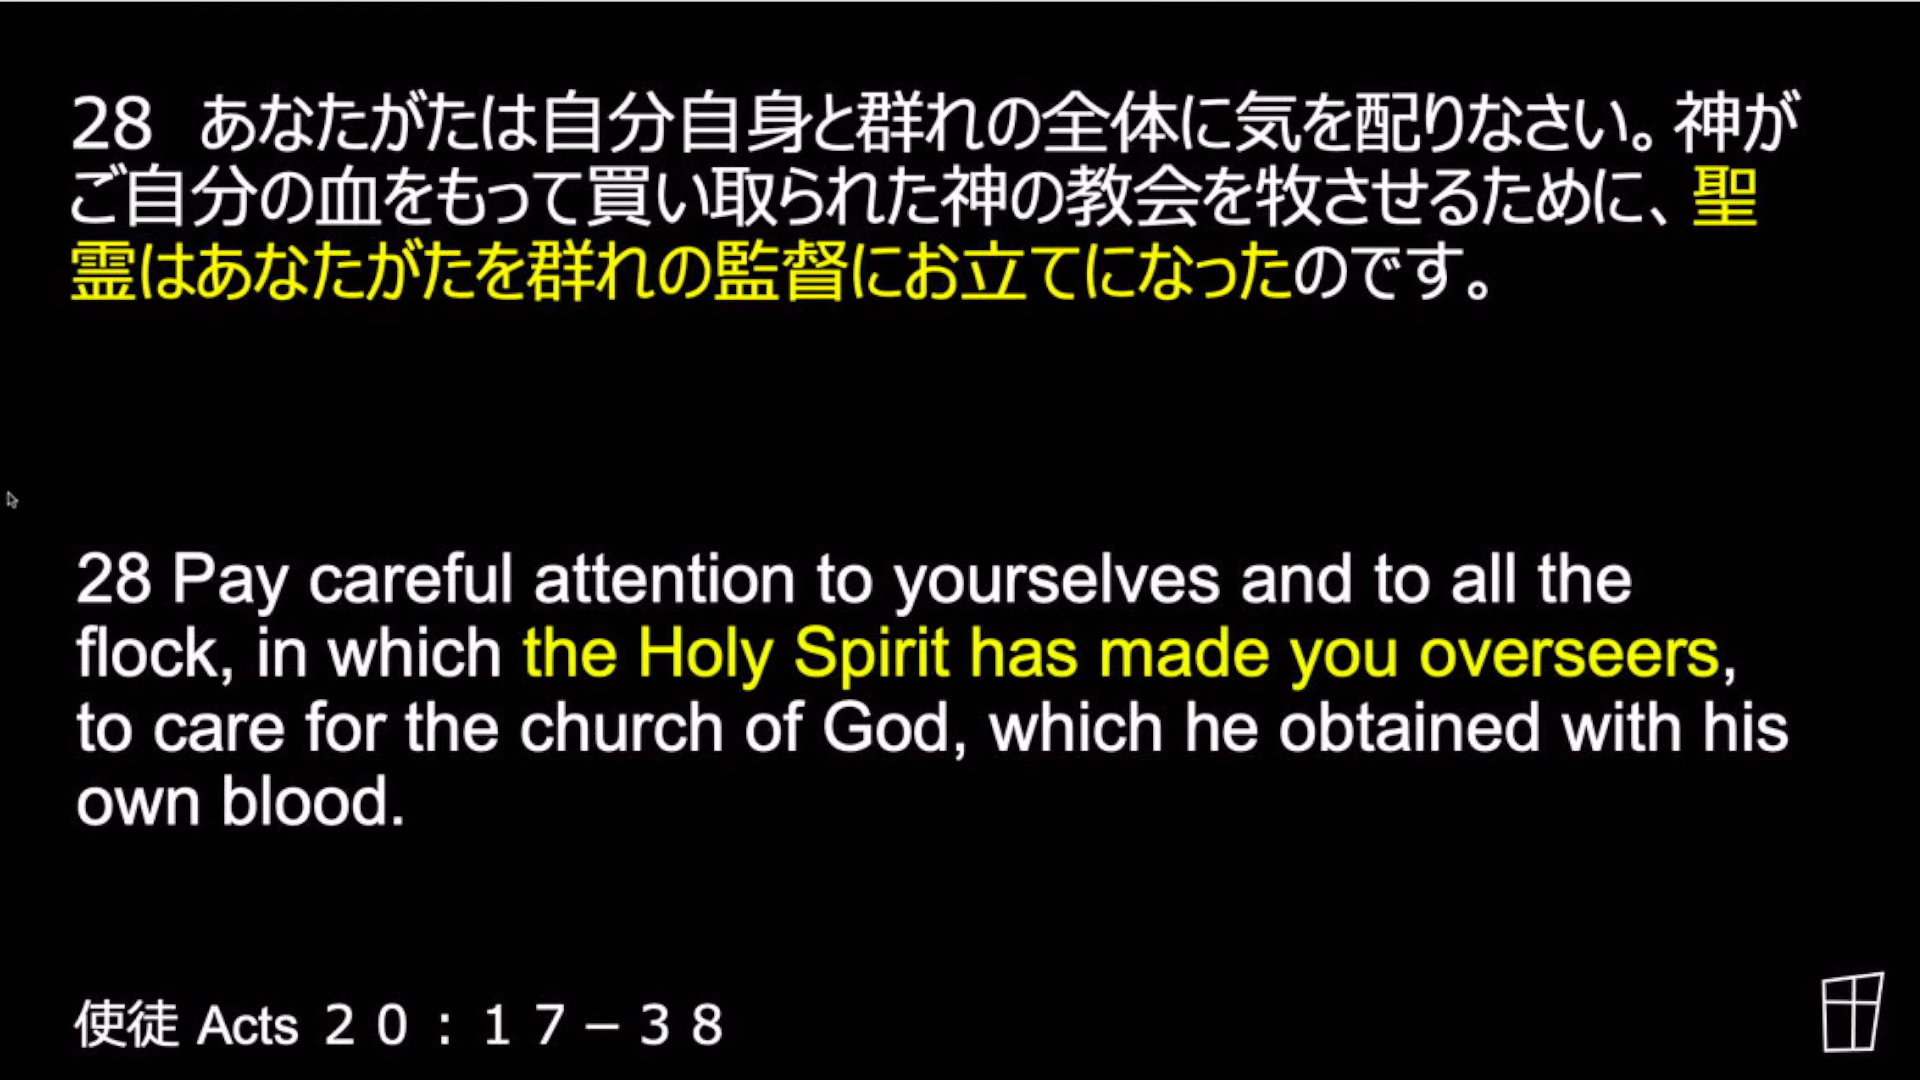 28　あなたがたは自分自身と群れの全体に気を配りなさい。神が
ご自分の血をもって買い取られた神の教会を牧させるために、聖
霊はあなたがたを群れの監督にお立てになったのです。
28 Pay careful attention to yourselves and to all the
flock, in which the Holy Spirit has made you overseers,
to care for the church of God, which he obtained with his
own blood.
使徒 Acts ２０：１７－３８